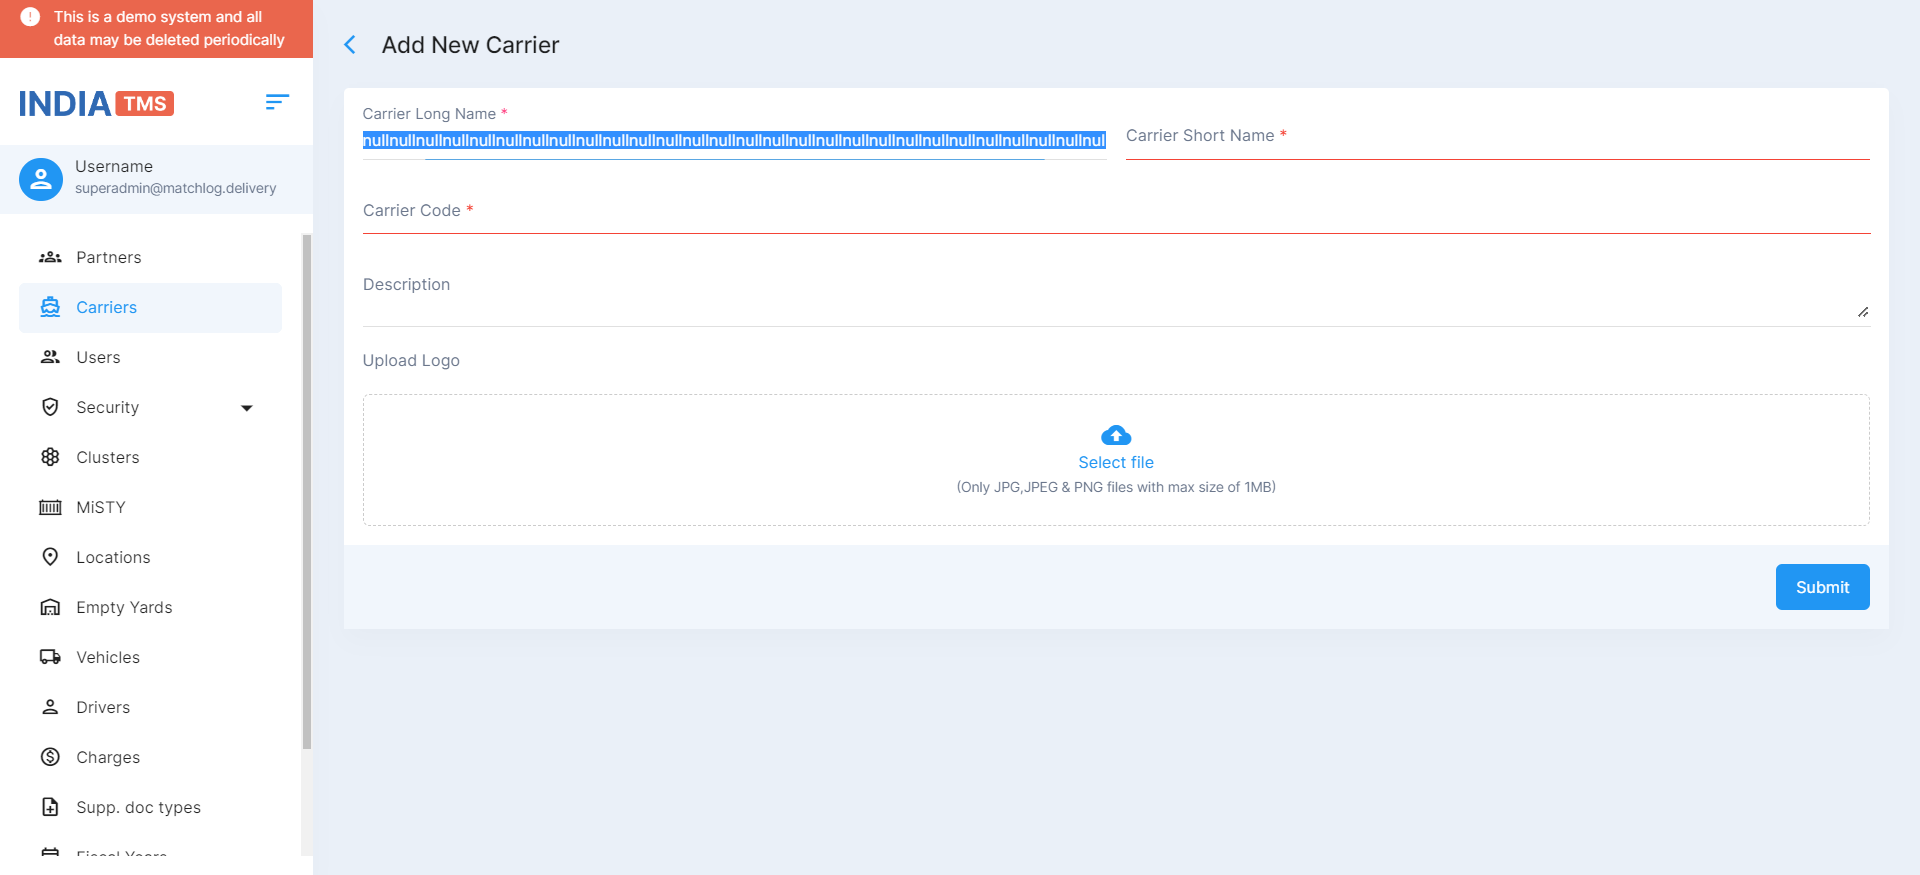 This is a demo system and all
data may be deleted periodically
INDIA TMS
Username
superadmin@matchlog.delivery
Partners
Carriers
Users
Security
Clusters
MiSTY
Locations
Empty Yards
Vehicles
Drivers
Charges
Supp. doc types
Fiscal Years
Add New Carrier
Carrier Long Name *
nullnullnullnullnullnullnullnullnullnullnullnullnullnullnullnullnullnullnullnullnullnullnullnullnullnullnullnul
Carrier Short Name *
Carrier Code *
Description
Upload Logo
Select file
(Only JPG,JPEG & PNG files with max size of 1MB)
Submit